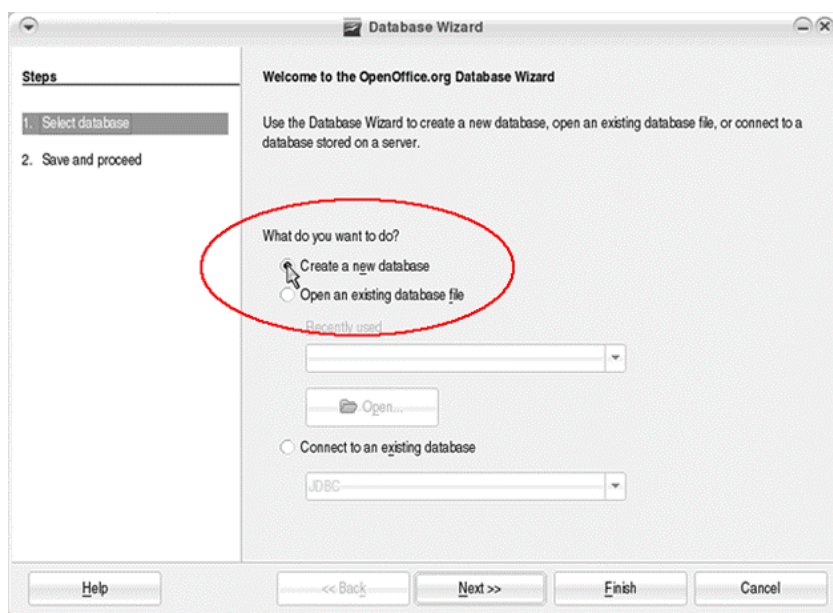 Database Wizard
Steps
1. Select database
2. Save and proceed
Welcome to the OpenOffice.org Database Wizard
Use the Database Wizard to create a new database, open an existing database file, or connect to a
database stored on a server.
What do you want to do?
Create a new database
Open an existing database file
Recently used
Open...
Connect to an existing database
JDBC
Help
<< Back
Next >>
Finish
Cancel